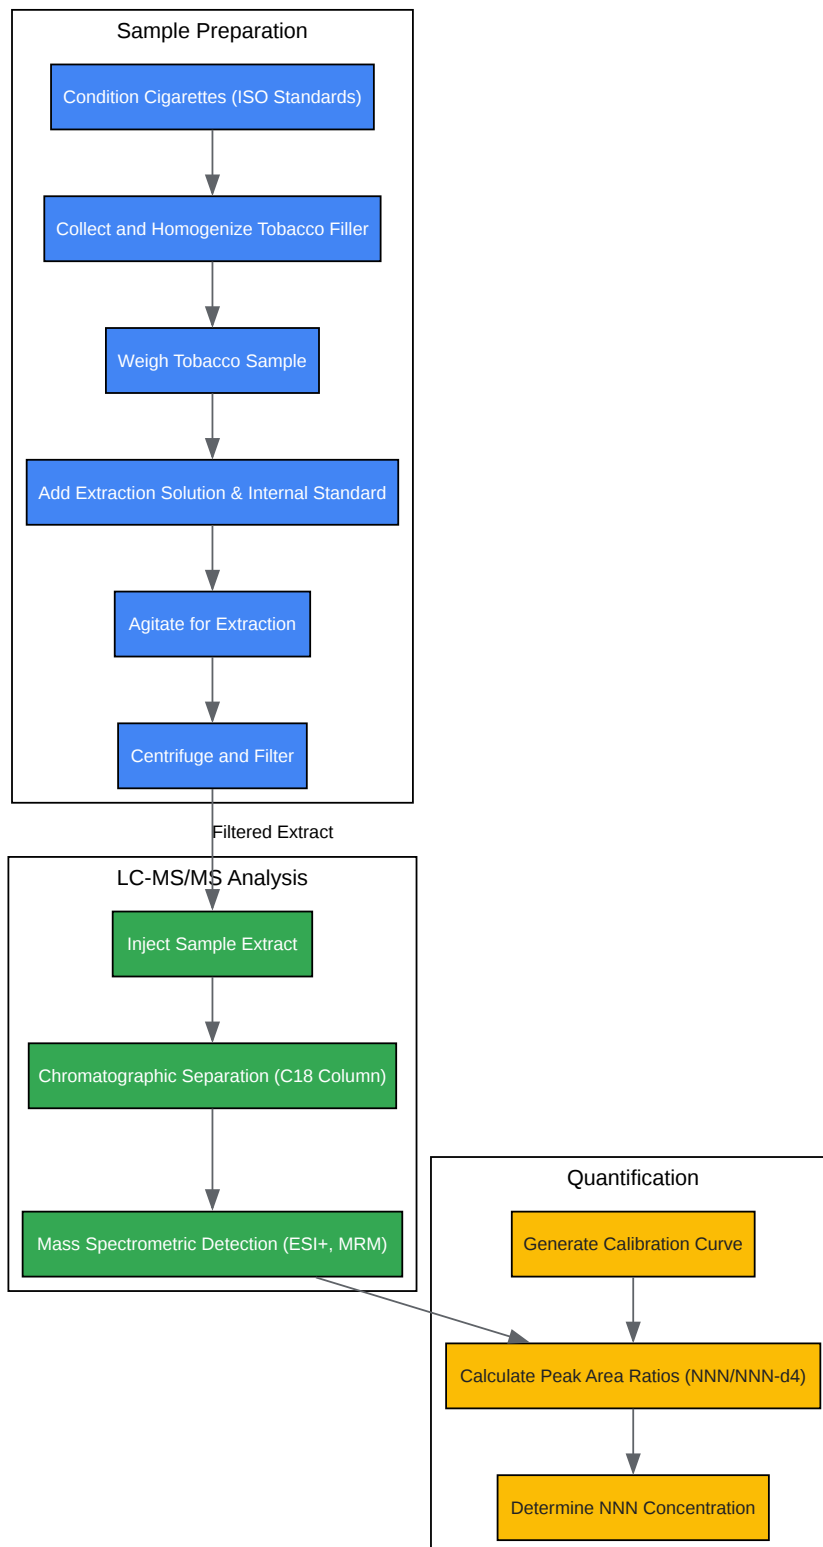 Sample Preparation
Condition Cigarettes (ISO Standards)
Collect and Homogenize Tobacco Filler
Weigh Tobacco Sample
Add Extraction Solution & Internal Standard
Agitate for Extraction
Centrifuge and Filter
Filtered Extract
LC-MS/MS Analysis
Inject Sample Extract
Chromatographic Separation (C18 Column)
Mass Spectrometric Detection (ESI+, MRM)
Quantification
Generate Calibration Curve
Calculate Peak Area Ratios (NNN/NNN-d4)
Determine NNN Concentration